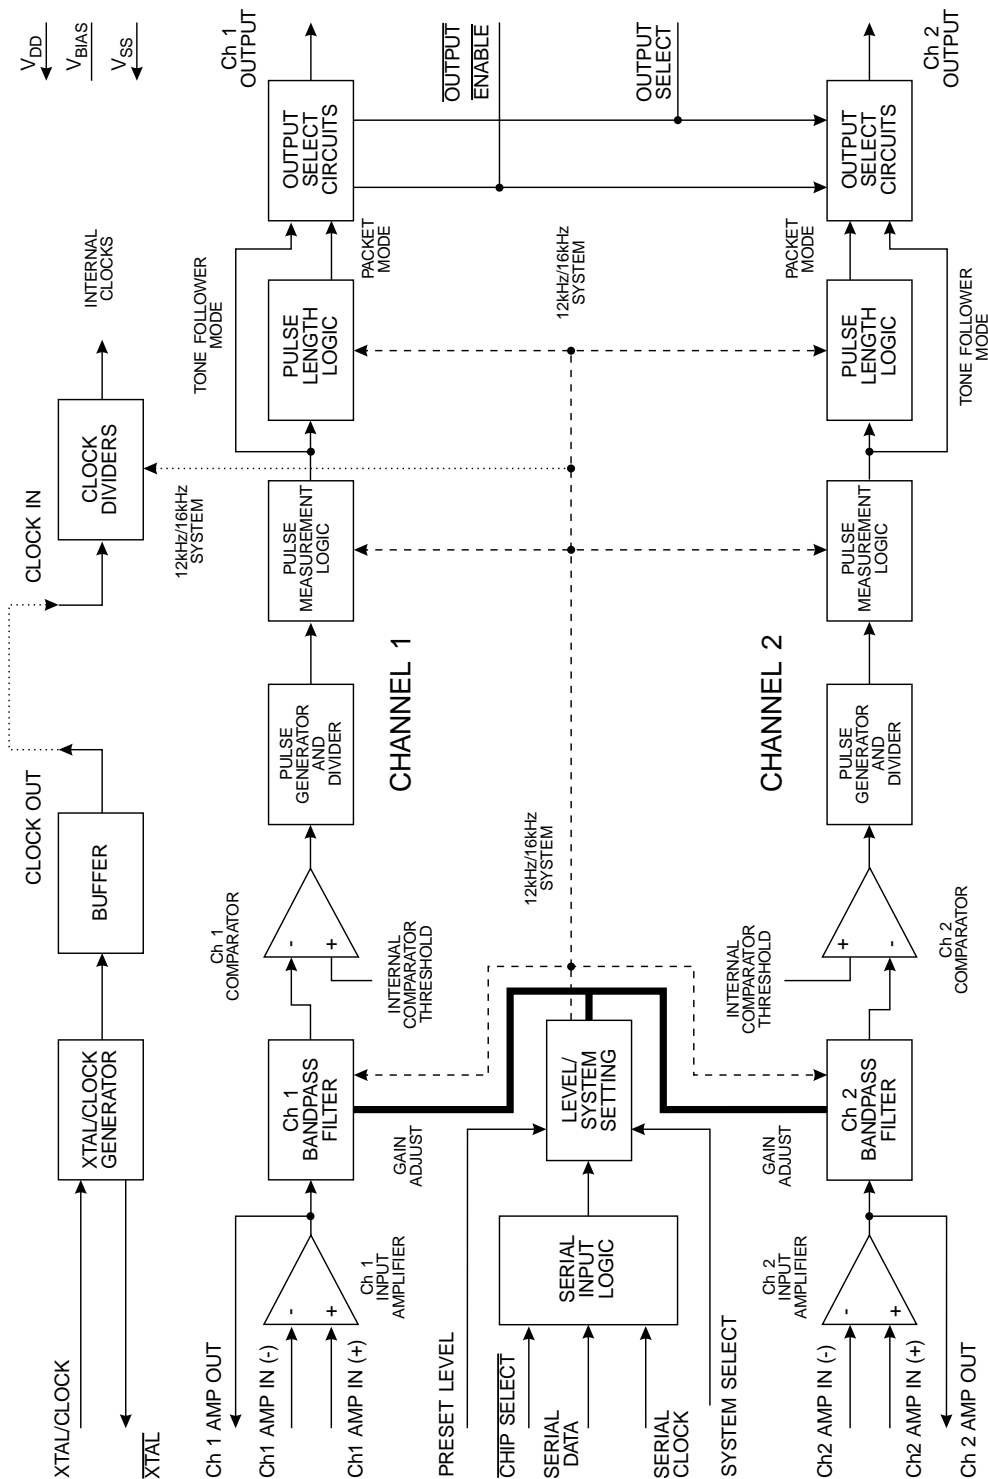 XTAL/CLOCK
XTAL
XTAL/CLOCK
GENERATOR
BUFFER
CLOCK OUT
CLOCK IN
CLOCK
DIVIDERS
12kHz/16kHz
SYSTEM
INTERNAL
CLOCKS
VDD
VBIAS
VSS
Ch 1 AMP OUT
Ch1 AMP IN (-)
Ch1 AMP IN (+)
-
+
Ch 1
INPUT
AMPLIFIER
Ch 1
BANDPASS
FILTER
GAIN
ADJUST
Ch 1
COMPARATOR
-
+
INTERNAL
COMPARATOR
THRESHOLD
PULSE
GENERATOR
AND
DIVIDER
CHANNEL 1
PULSE
MEASUREMENT
LOGIC
TONE FOLLOWER
MODE
PULSE
LENGTH
LOGIC
PACKET
MODE
OUTPUT
SELECT
CIRCUITS
Ch 1
OUTPUT
OUTPUT
ENABLE
OUTPUT
SELECT
PRESET LEVEL
CHIP SELECT
SERIAL
DATA
SERIAL
CLOCK
SYSTEM SELECT
SERIAL
INPUT
LOGIC
LEVEL/
SYSTEM
SETTING
12kHz/16kHz
SYSTEM
12kHz/16kHz
SYSTEM
Ch2 AMP IN (-)
Ch2 AMP IN (+)
Ch 2 AMP OUT
-
+
Ch 2
INPUT
AMPLIFIER
GAIN
ADJUST
Ch 2
BANDPASS
FILTER
INTERNAL
COMPARATOR
THRESHOLD
+
-
Ch 2
COMPARATOR
CHANNEL 2
PULSE
GENERATOR
AND
DIVIDER
PULSE
MEASUREMENT
LOGIC
PULSE
LENGTH
LOGIC
TONE FOLLOWER
MODE
PACKET
MODE
OUTPUT
SELECT
CIRCUITS
Ch 2
OUTPUT